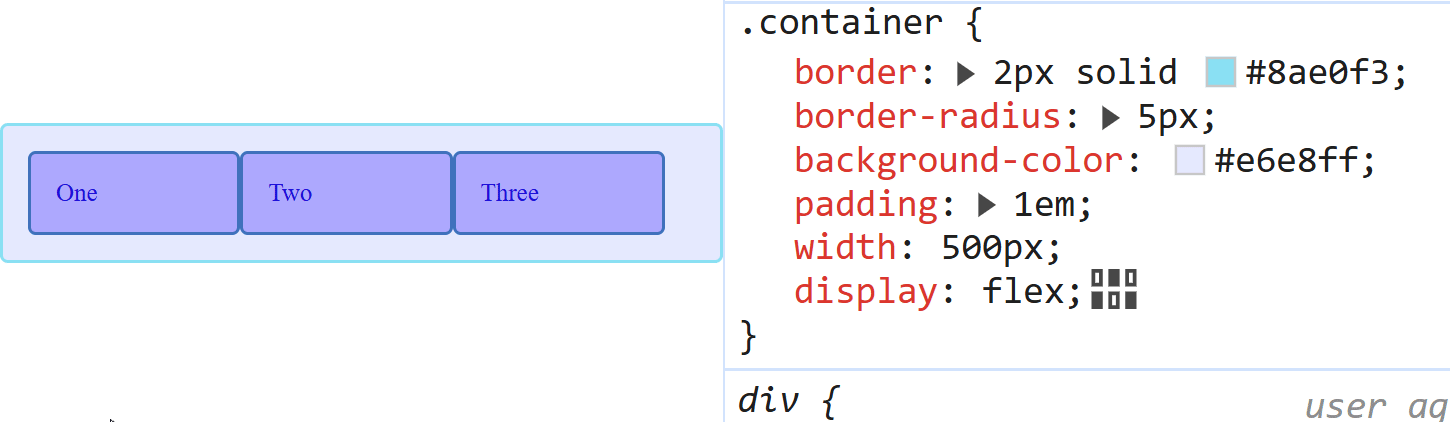 One Two Three
.container {
border: 2px solid #8ae0f3;
border-radius: 5px;
background-color: #e6e8ff;
padding: 1em;
width: 500px;
display: flex;
}
div {
user ag